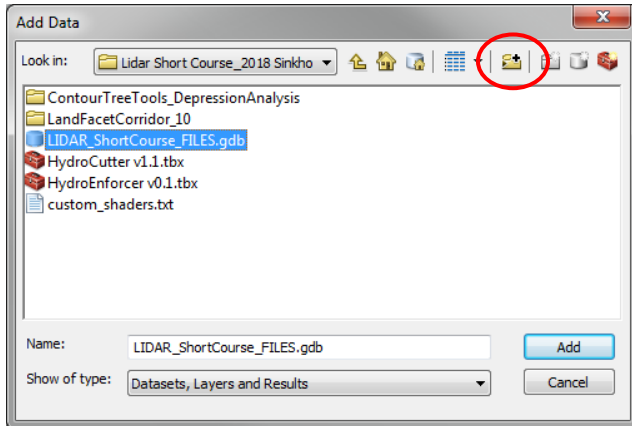 Add Data
Look in: Lidar Short Course_2018 Sinkho
ContourTreeTools_DepressionAnalysis
LandFacetCorridor_10
LIDAR_ShortCourse_FILES.gdb
HydroCutter v1.1.tbx
HydroEnforcer v0.1.tbx
custom_shaders.txt
Name: LIDAR_ShortCourse_FILES.gdb Add
Show of type: Datasets, Layers and Results Cancel